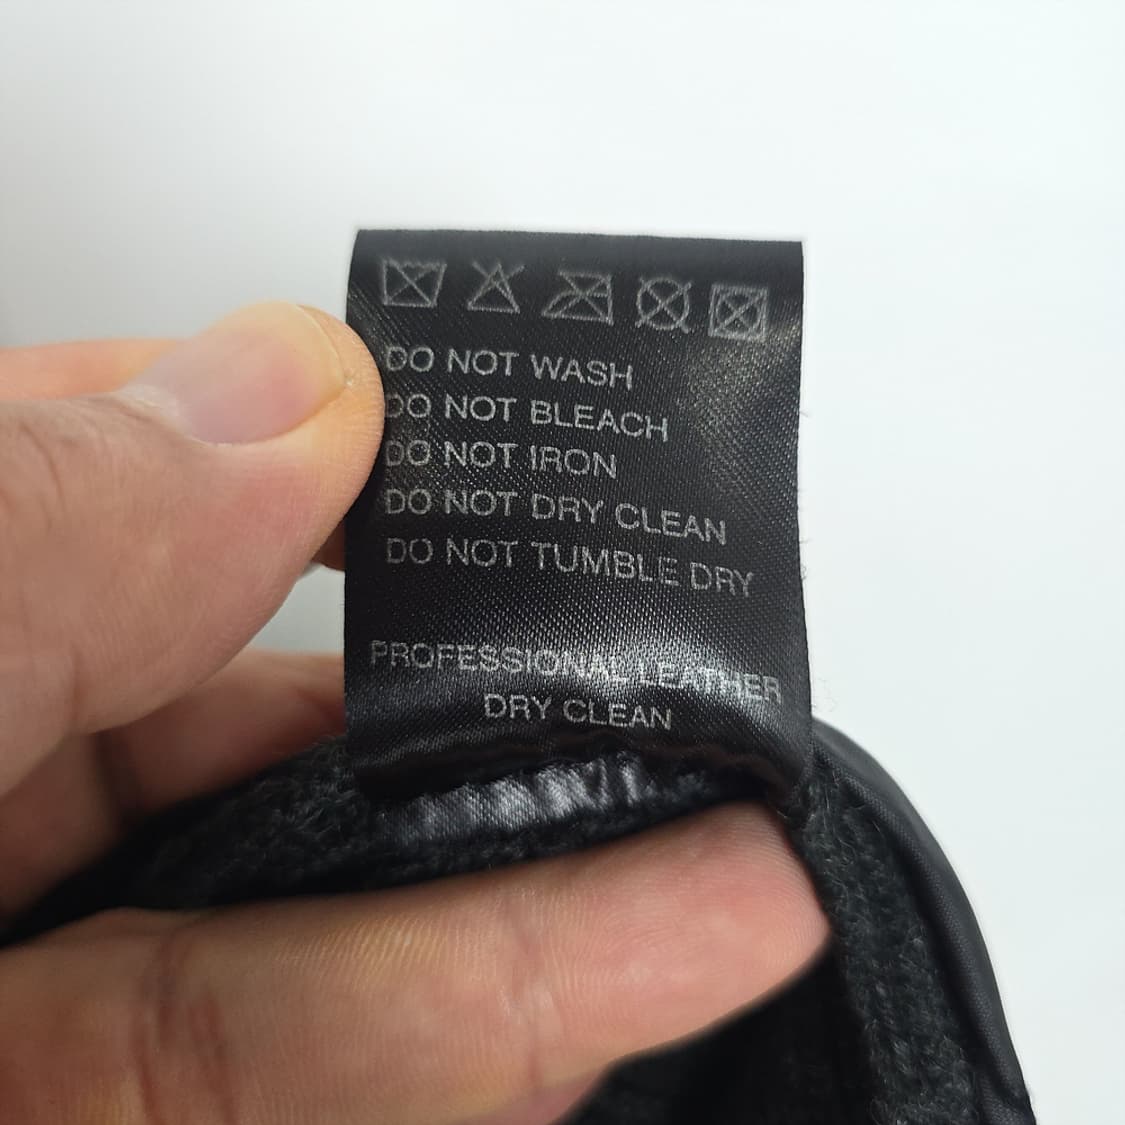 DO NOT WASH
DO NOT BLEACH
DO NOT IRON
DO NOT DRY CLEAN
DO NOT TUMBLE DRY
PROFESSIONAL LEATHER
DRY CLEAN